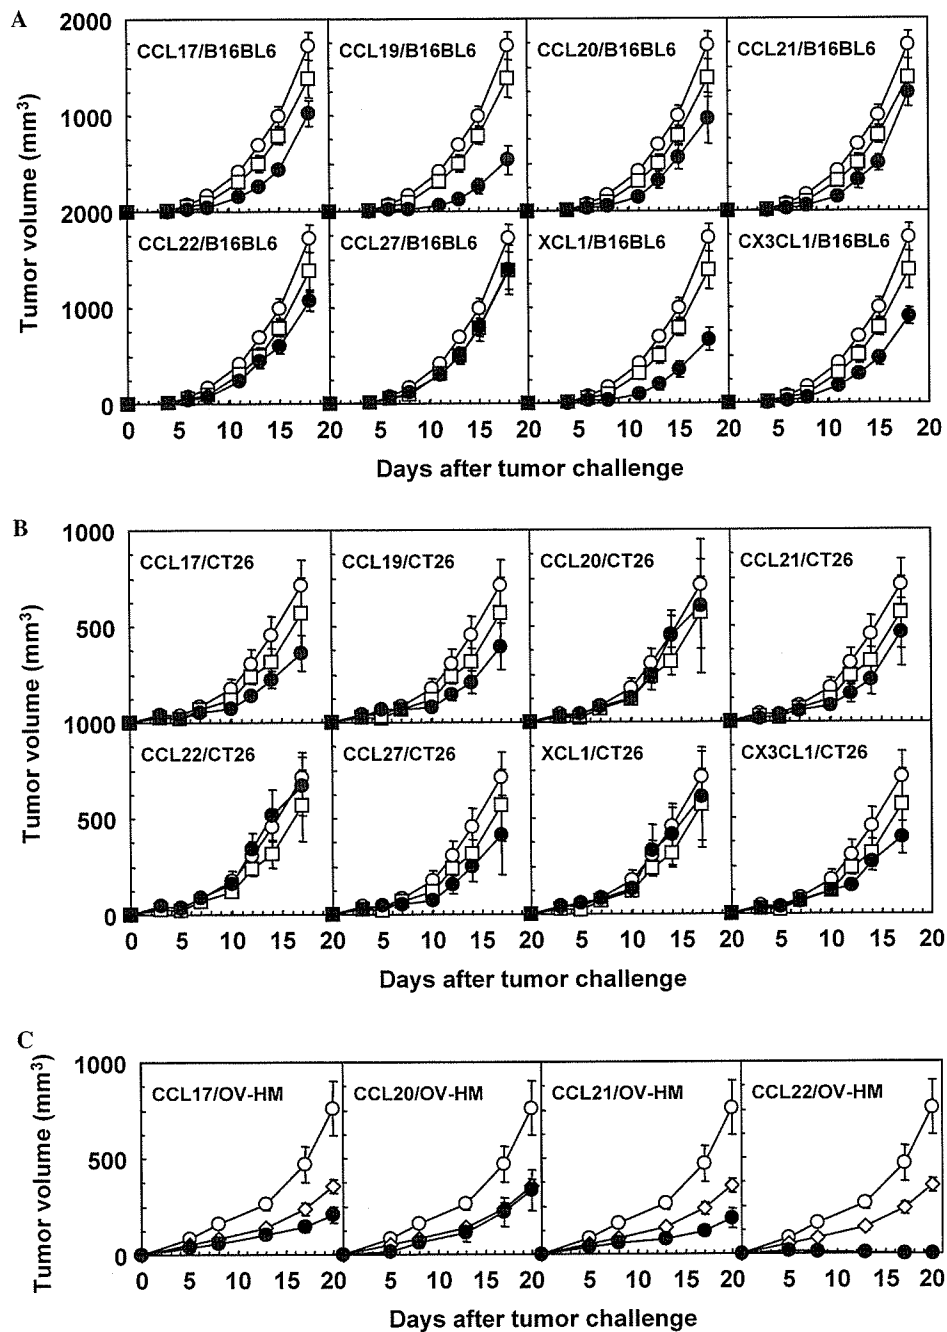 A
2000
CCL17/B16BL6 CCL19/B16BL6 CCL20/B16BL6 CCL21/B16BL6
1000
Tumor volume (mm³)
2000
CCL22/B16BL6 CCL27/B16BL6 XCL1/B16BL6 CX3CL1/B16BL6
1000
0
0 5 10 15 20 5 10 15 20 5 10 15 20 5 10 15 20
Days after tumor challenge
B
1000
CCL17/CT26 CCL19/CT26 CCL20/CT26 CCL21/CT26
500
Tumor volume (mm³)
1000
CCL22/CT26 CCL27/CT26 XCL1/CT26 CX3CL1/CT26
500
0
0 5 10 15 0 5 10 15 0 5 10 15 20 5 10 15 20
Days after tumor challenge
C
1000
CCL17/OV-HM CCL20/OV-HM CCL21/OV-HM CCL22/OV-HM
Tumor volume (mm³)
500
0
0 5 10 15 20 5 10 15 20 5 10 15 20 5 10 15 20
Days after tumor challenge